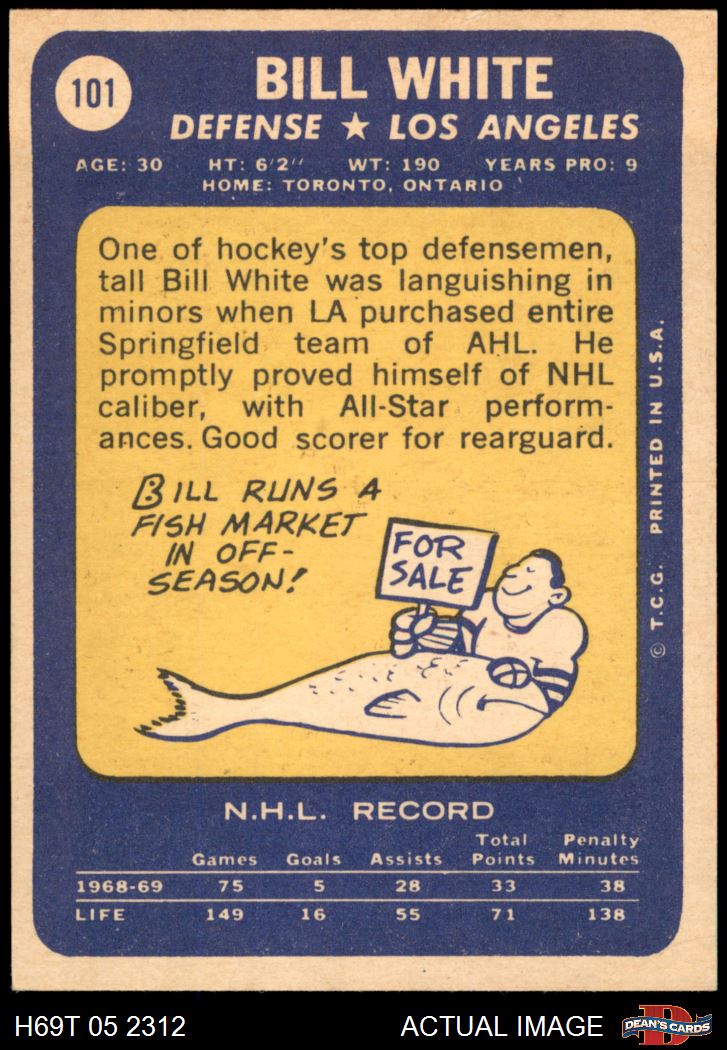 101
BILL WHITE
DEFENSE ★ LOS ANGELES
AGE: 30 HT: 6'2" WT: 190 YEARS PRO: 9
HOME: TORONTO, ONTARIO
One of hockey's top defensemen,
tall Bill White was languishing in
minors when LA purchased entire
Springfield team of AHL. He
promptly proved himself of NHL
caliber, with All-Star perform-
ances. Good scorer for rearguard.
BILL RUNS A
FISH MARKET
IN OFF-
SEASON!
FOR
SALE
© T.C.G. PRINTED IN U.S.A.
N.H.L. RECORD
Games Goals Assists Total Points Penalty Minutes
1968-69 75 5 28 33 38
LIFE 149 16 55 71 138
H69T 05 2312 ACTUAL IMAGE
D
DEAN'S CARDS